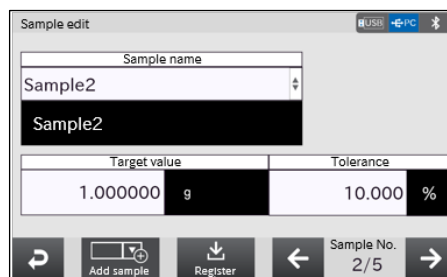 Sample edit
USB
PC
Sample name
Sample2
Sample2
Target value
Tolerance
1.000000 g
10.000 %
Add sample
Register
Sample No.
2/5